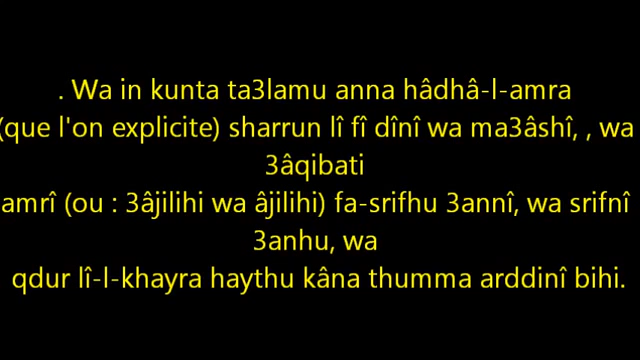 . Wa in kunta ta3lamu anna hâdhâ-l-amra
(que l'on explicite) sharrun lî fî dînî wa ma3âshî, , wa
3âqibati
amrî (ou : 3âjilihi wa âjilihi) fa-srifhu 3annî, wa srifnî
3anhu, wa
qdur lî-l-khayra haythu kâna thumma arddinî bihi.